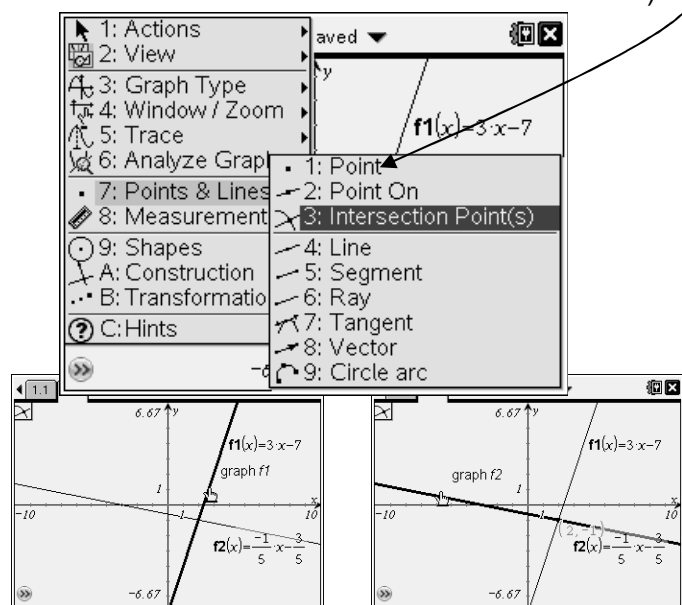 )
1: Actions
2: View
3: Graph Type
4: Window / Zoom
5: Trace
6: Analyze Grap
7: Points & Lines
8: Measurement
9: Shapes
A: Construction
B: Transformatio
C: Hints
aved
y
f1(x)=3·x-7
1: Point
2: Point On
3: Intersection Point(s)
4: Line
5: Segment
6: Ray
7: Tangent
8: Vector
9: Circle arc
1.1
6.67 y
f1(x)=3·x-7
graph f1
1
x
-10
1
10
f2(x)=-1/5·x-3/5
-6.67
6.67 y
f1(x)=3·x-7
graph f2
1
x
-10
1
10
(2,-1)
f2(x)=-1/5·x-3/5
-6.67